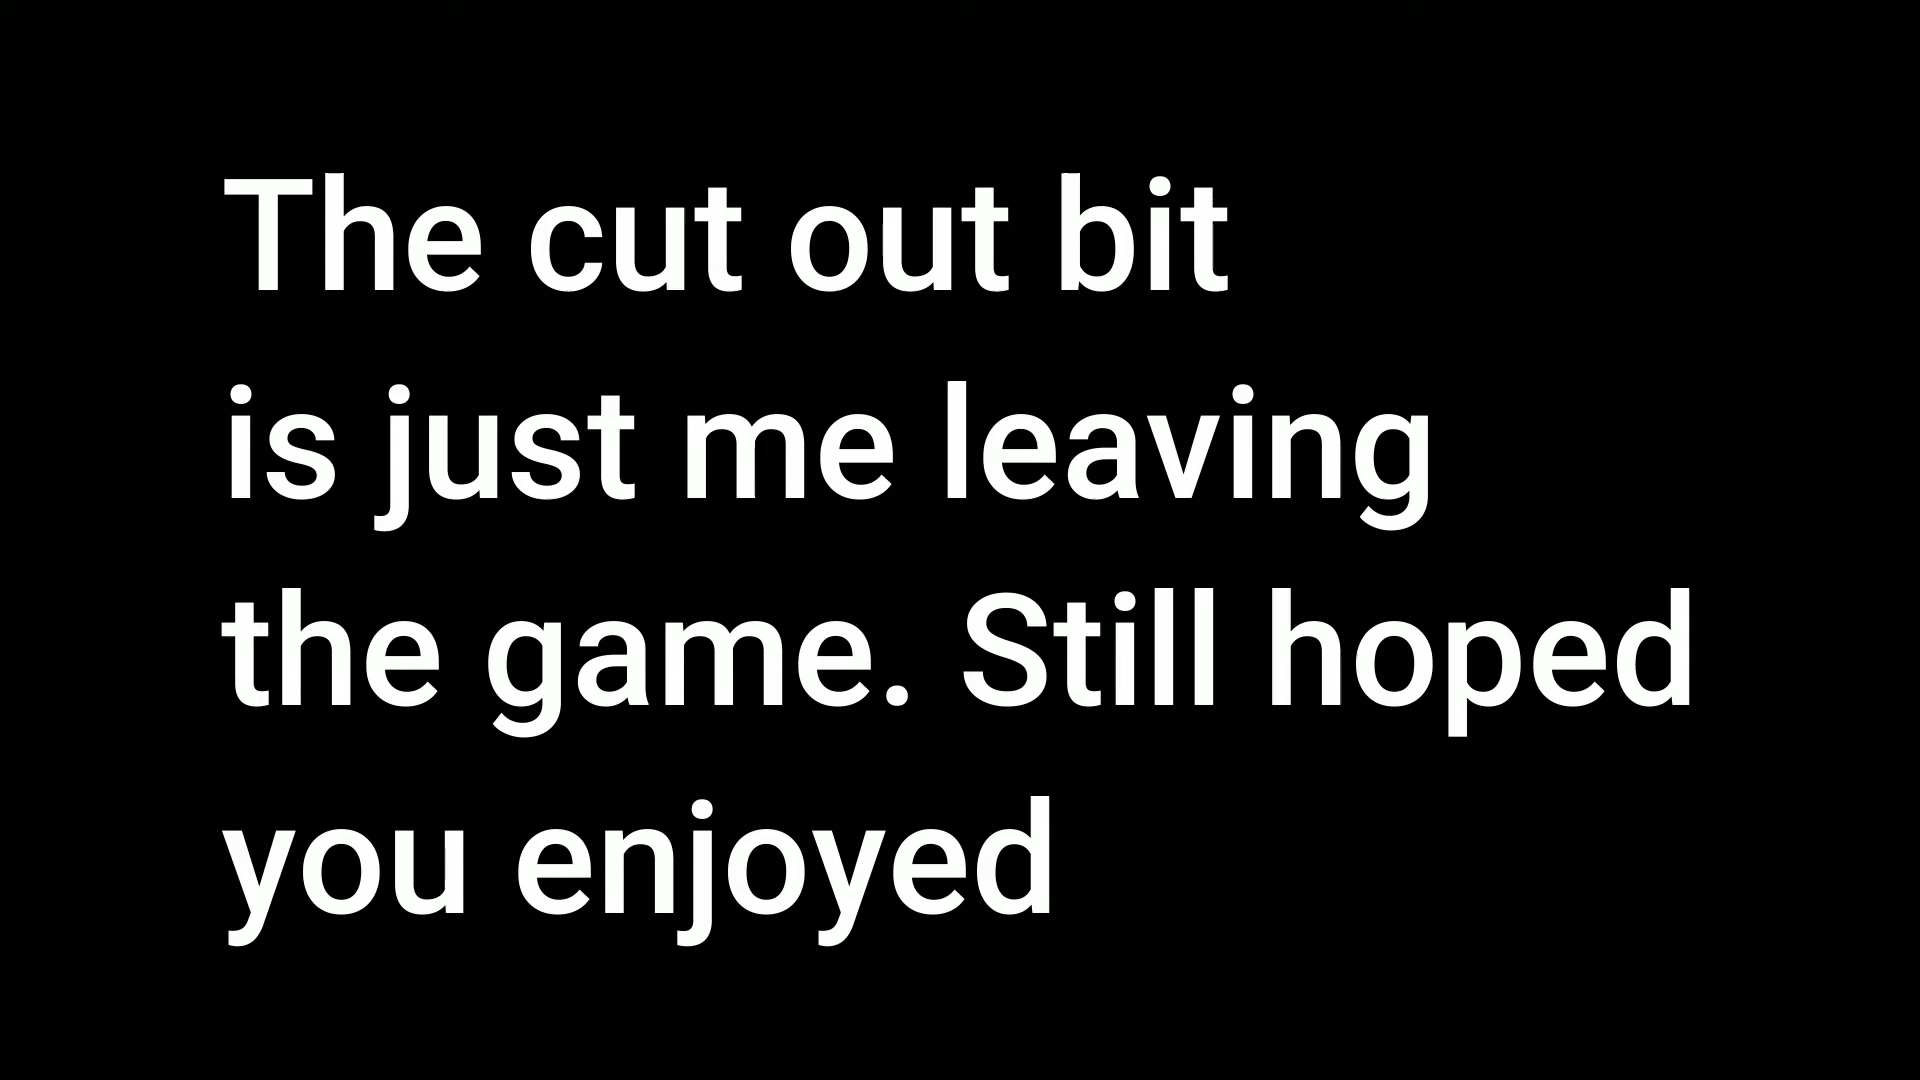 The cut out bit
is just me leaving
the game. Still hoped
you enjoyed